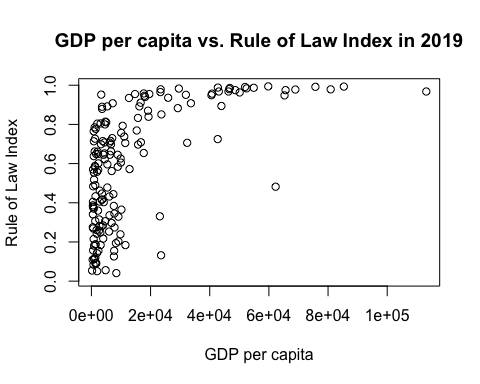 GDP per capita vs. Rule of Law Index in 2019
Rule of Law Index
1.0
0.8
0.6
0.4
0.2
0.0
0e+00 2e+04 4e+04 6e+04 8e+04 1e+05
GDP per capita